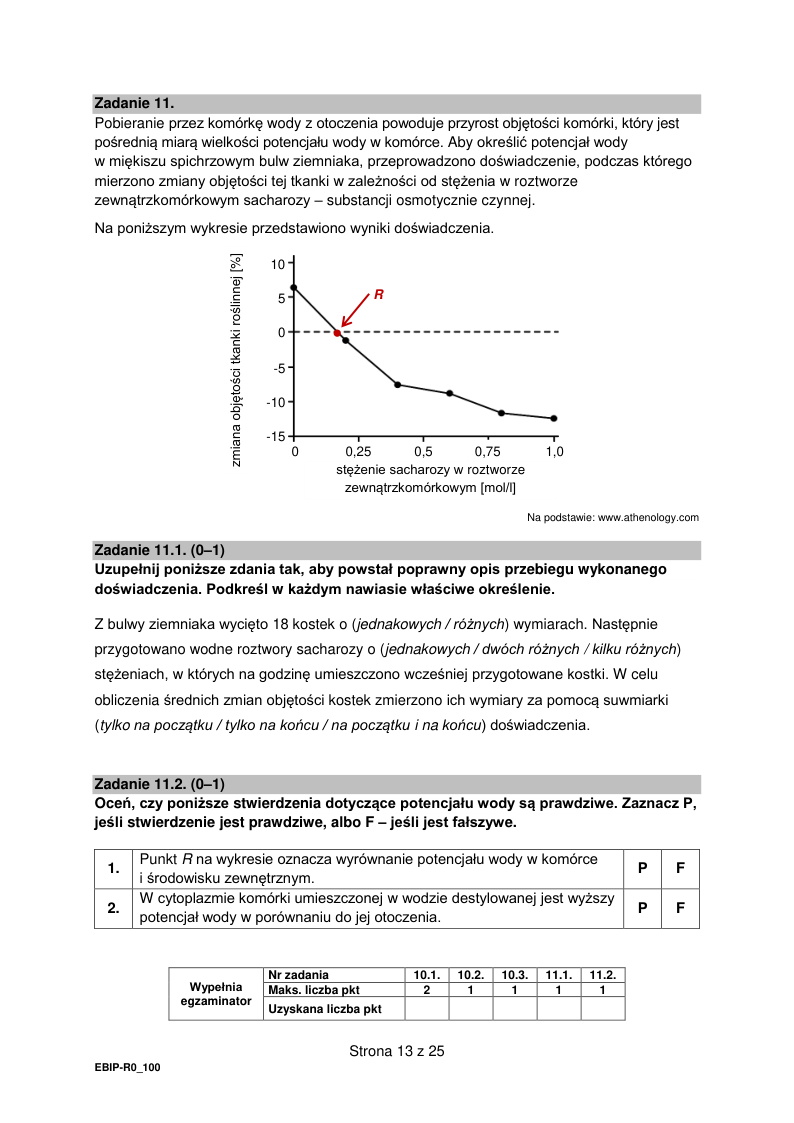 Zadanie 11.
Pobieranie przez komórkę wody z otoczenia powoduje przyrost objętości komórki, który jest
pośrednią miarą wielkości potencjału wody w komórce. Aby określić potencjał wody
w miękiszu spichrzowym bulw ziemniaka, przeprowadzono doświadczenie, podczas którego
mierzono zmiany objętości tej tkanki w zależności od stężenia w roztworze
zewnątrzkomórkowym sacharozy – substancji osmotycznie czynnej.
Na poniższym wykresie przedstawiono wyniki doświadczenia.
zmiana objętości tkanki roślinnej [%]
10
5
0
-5
-10
-15
R
0 0,25 0,5 0,75 1,0
stężenie sacharozy w roztworze
zewnątrzkomórkowym [mol/l]
Na podstawie: www.athenology.com
Zadanie 11.1. (0–1)
Uzupełnij poniższe zdania tak, aby powstał poprawny opis przebiegu wykonanego
doświadczenia. Podkreśl w każdym nawiasie właściwe określenie.
Z bulwy ziemniaka wycięto 18 kostek o (jednakowych / różnych) wymiarach. Następnie
przygotowano wodne roztwory sacharozy o (jednakowych / dwóch różnych / kilku różnych)
stężeniach, w których na godzinę umieszczono wcześniej przygotowane kostki. W celu
obliczenia średnich zmian objętości kostek zmierzono ich wymiary za pomocą suwmiarki
(tylko na początku / tylko na końcu / na początku i na końcu) doświadczenia.
Zadanie 11.2. (0–1)
Oceń, czy poniższe stwierdzenia dotyczące potencjału wody są prawdziwe. Zaznacz P,
jeśli stwierdzenie jest prawdziwe, albo F – jeśli jest fałszywe.
1. Punkt R na wykresie oznacza wyrównanie potencjału wody w komórce
i środowisku zewnętrznym. P F
2. W cytoplazmie komórki umieszczonej w wodzie destylowanej jest wyższy
potencjał wody w porównaniu do jej otoczenia. P F
Wypełnia
egzaminator
Nr zadania 10.1. 10.2. 10.3. 11.1. 11.2.
Maks. liczba pkt 2 1 1 1 1
Uzyskana liczba pkt
Strona 13 z 25
EBIP-R0_100